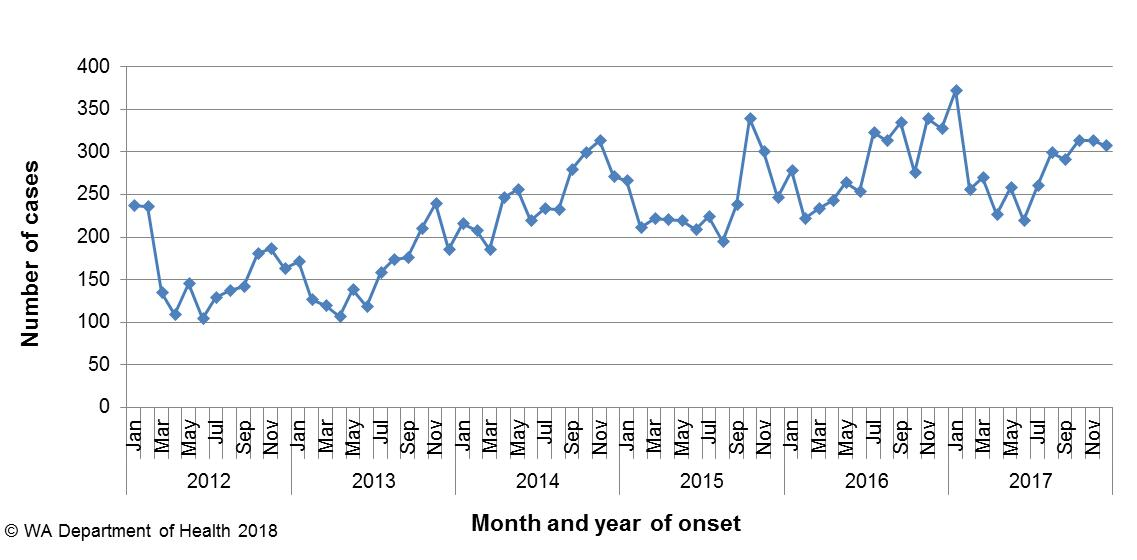 400
350
300
250
200
150
100
50
0
Number of cases
Jan Mar May Jul Sep Nov Jan Mar May Jul Sep Nov Jan Mar May Jul Sep Nov Jan Mar May Jul Sep Nov Jan Mar May Jul Sep Nov Jan Mar May Jul Sep Nov
2012 2013 2014 2015 2016 2017
Month and year of onset
© WA Department of Health 2018